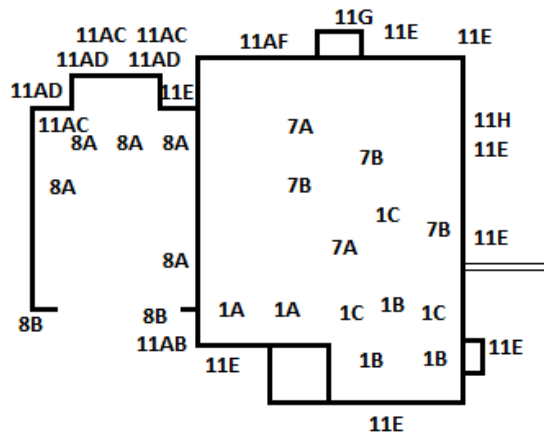 11G
11AC 11AC 11E 11E
11AF
11AD 11AD
11AD 11E
11AC 7A 11H
8A 8A 8A 7B 11E
8A 7B
1C
7B 11E
8A 7A
1A 1A 1C 1B 1C
8B 8B
11AB 11E
11E 1B 1B
11E